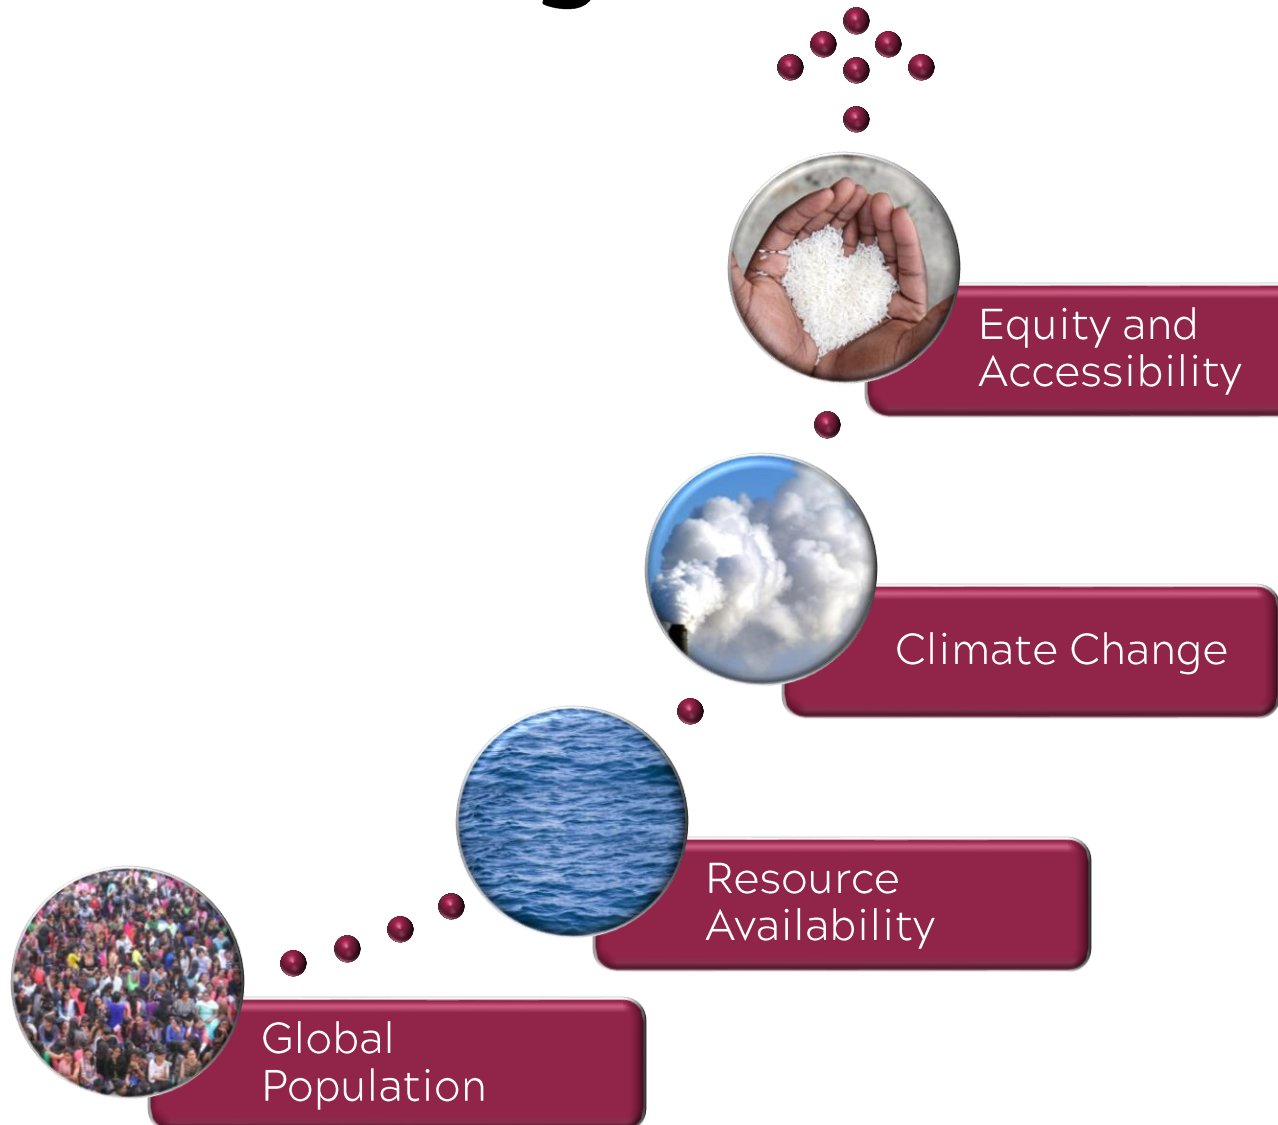 Equity and
Accessibility
Climate Change
Resource
Availability
Global
Population